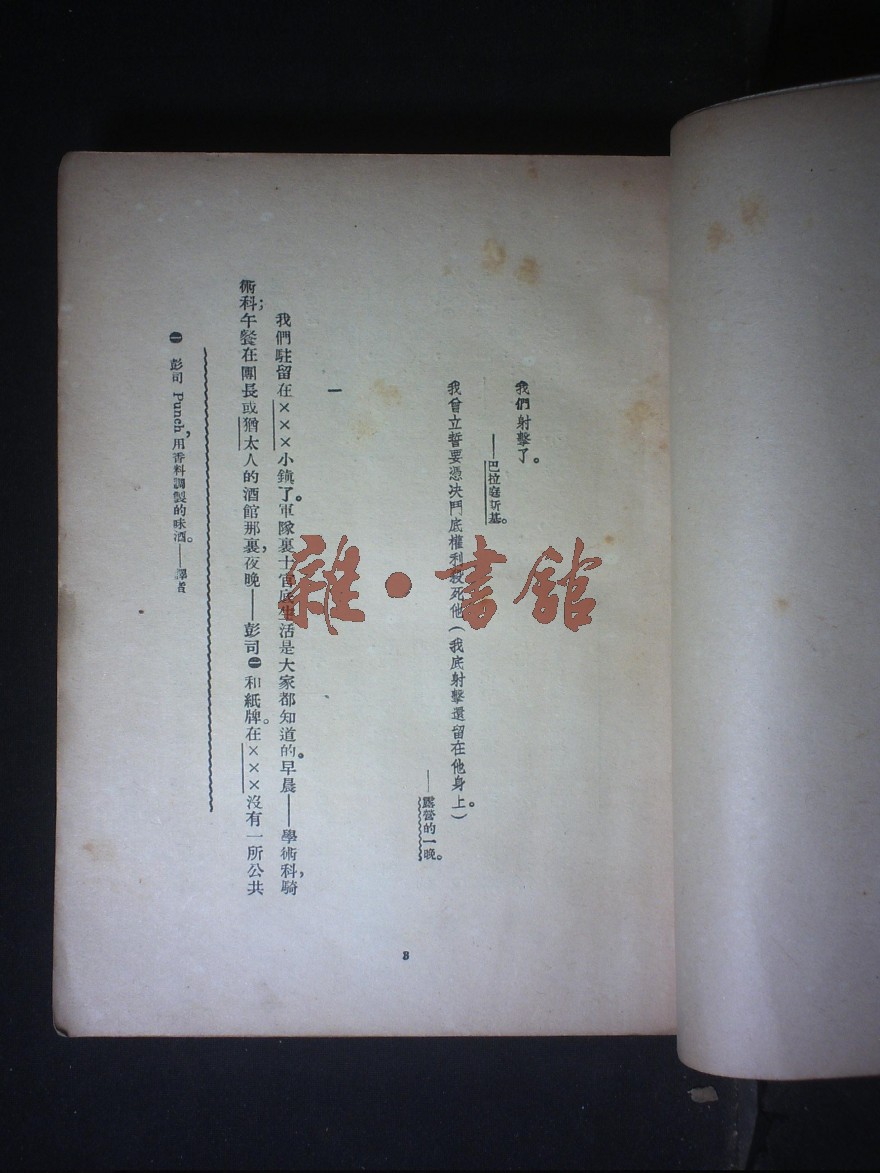 我們射擊了。
——巴拉庭斯基。
我曾立誓要憑決鬥底權利殺死他（我底射擊還留在他身上。）
——露營的一晚。
一
我們駐留在×××小鎮了。軍隊裏士官底生活是大家都知道的。早晨——學術科，騎
術科；午餐在團長或猶太人的酒館那裏，夜晚——彭司㊀和紙牌。在×××沒有一所公共
㊀ 彭司 Punch，用香料調製的味酒。——譯者
3
雜·書館